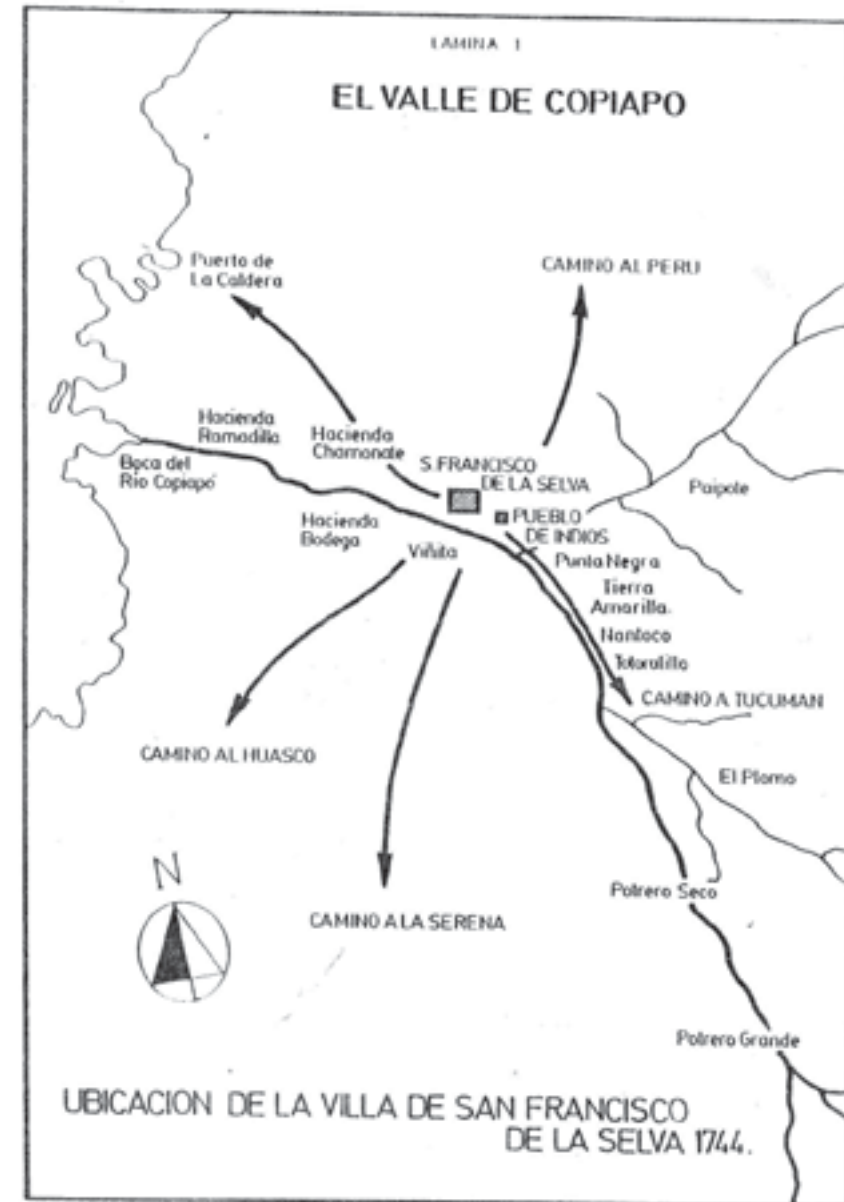 LAMINA 1
EL VALLE DE COPIAPO
Puerto de
La Caldera
CAMINO AL PERU
Hacienda
Ramadilla
Hacienda
Chamonate
S. FRANCISCO
DE LA SELVA
Boca del
Río Copiapó
Paipote
PUEBLO
DE INDIOS
Hacienda
Bodega
Viñita
Punta Negra
Tierra
Amarilla.
Nantoco
Totoralillo
CAMINO A TUCUMAN
CAMINO AL HUASCO
El Plomo
N
Potrero Seco
CAMINO A LA SERENA
Potrero Grande
UBICACION DE LA VILLA DE SAN FRANCISCO
DE LA SELVA 1744.